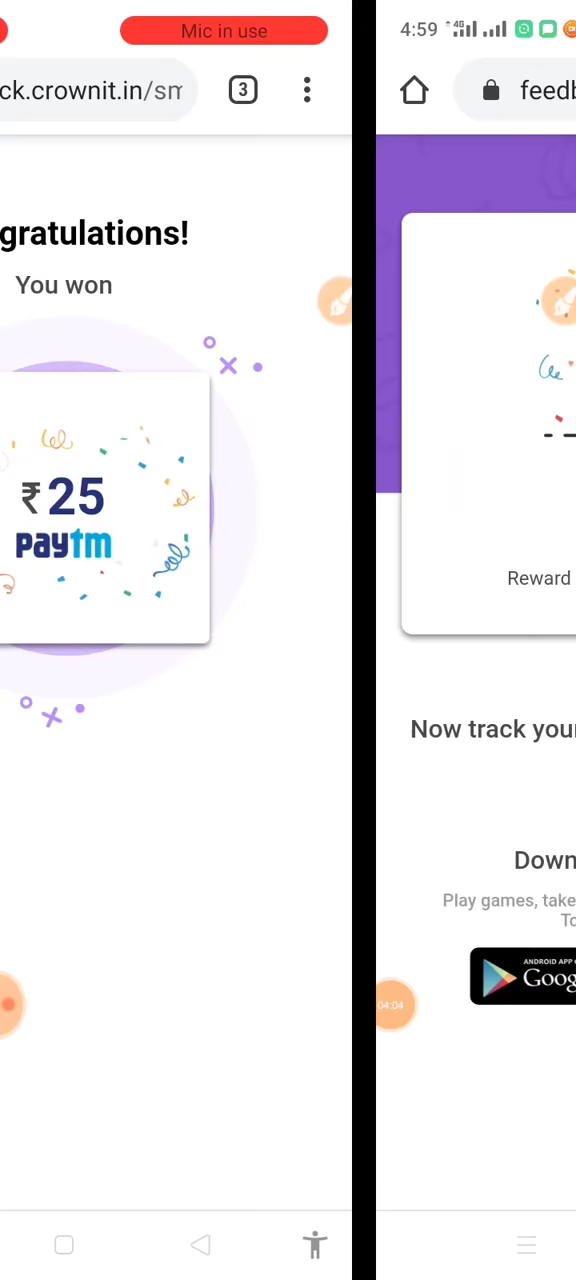 Mic in use
ck.crownit.in/sm
3
gratulations!
You won
₹25
paytm
4:59
4G
feedb
Reward
Now track your
Down
Play games, take
To
ANDROID APP
Goog
04:04